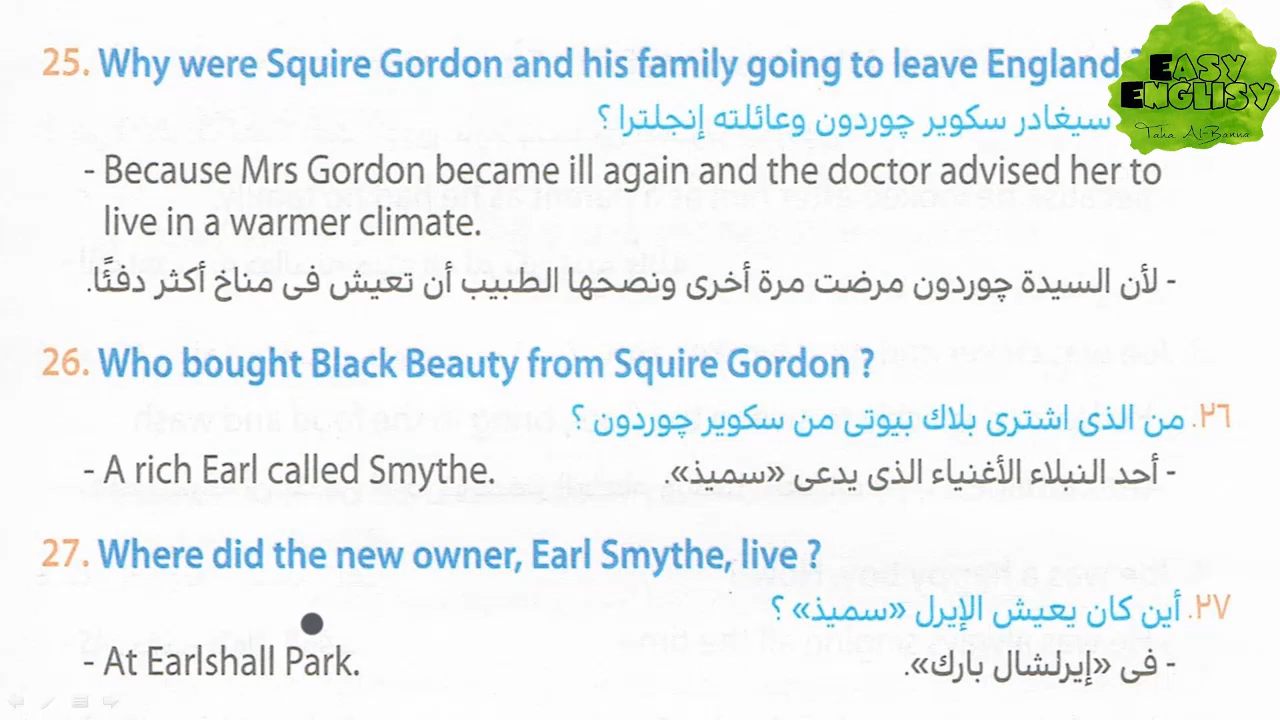 25. Why were Squire Gordon and his family going to leave England
EASY
ENGLISY
Taha Al-Banna
سيغادر سكوير چوردون وعائلته إنجلترا ؟
- Because Mrs Gordon became ill again and the doctor advised her to
live in a warmer climate.
- لأن السيدة چوردون مرضت مرة أخرى ونصحها الطبيب أن تعيش فى مناخ أكثر دفئًا.
26. Who bought Black Beauty from Squire Gordon ?
٢٦. من الذى اشترى بلاك بيوتى من سكوير چوردون ؟
- A rich Earl called Smythe.
- أحد النبلاء الأغنياء الذى يدعى «سميذ».
27. Where did the new owner, Earl Smythe, live ?
٢٧. أين كان يعيش الإيرل «سميذ» ؟
- At Earlshall Park.
- فى «إيرلشال بارك».